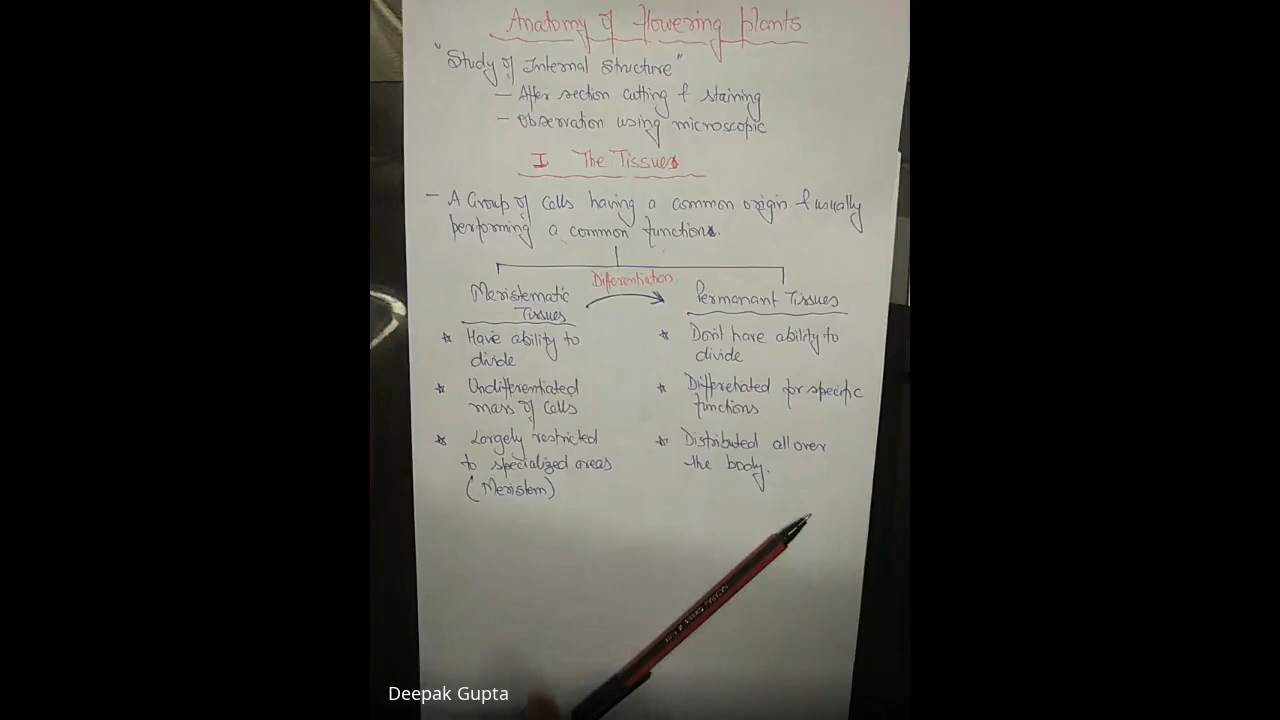 Anatomy of flowering plants
"Study of Internal Structure"
— After section cutting & staining
— Observation using microscopic
I The Tissues
— A Group of cells having a common origin & usually
performing a common function.
Differentiation
Meristematic
Tissues
* Have ability to
divide
* Undifferentiated
mass of cells
* Largely restricted
to specialized areas
(Meristem)
Permanant Tissues
* Don't have ability to
divide
* Differetiated for specific
functions
* Distributed all over
the body.
Deepak Gupta